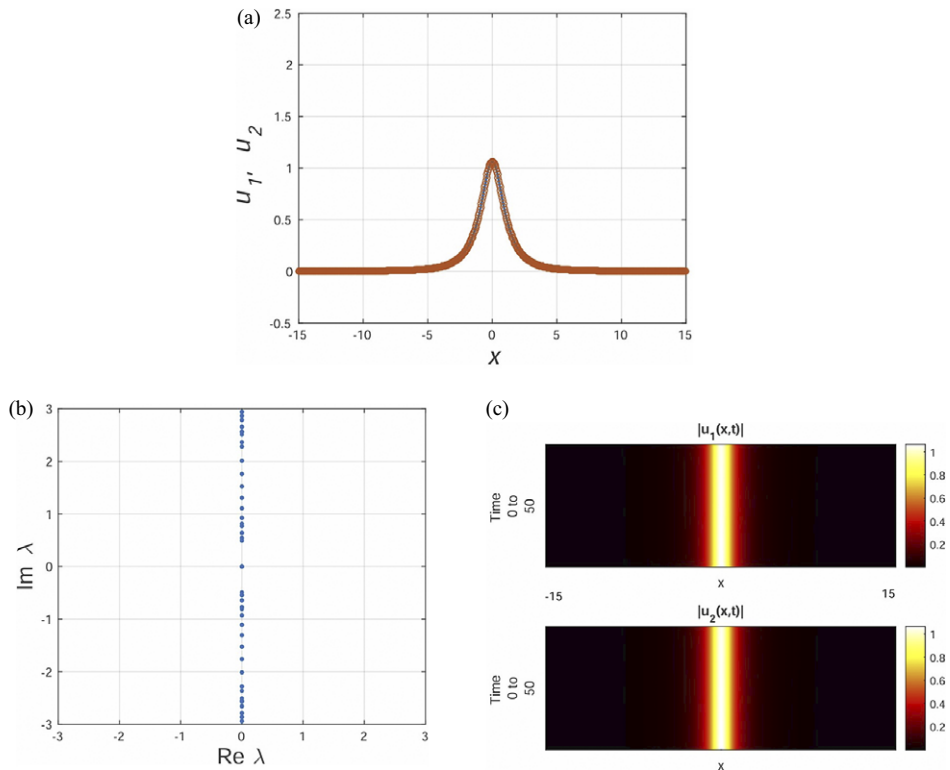 (a)
2.5
2
1.5
1
0.5
0
-0.5
u1, u2
-15 -10 -5 0 5 10 15
x
(b)
3
2
1
0
-1
-2
-3
Im λ
-3 -2 -1 0 1 2 3
Re λ
(c)
|u1(x,t)|
Time
0 to
50
1
0.8
0.6
0.4
0.2
x
-15 15
|u2(x,t)|
Time
0 to
50
1
0.8
0.6
0.4
0.2
x